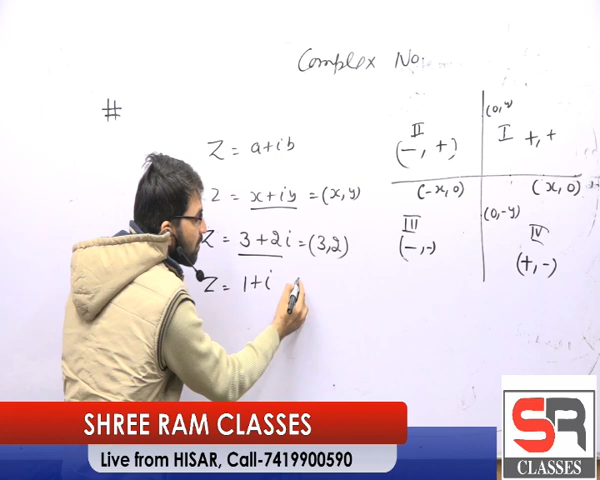 Complex No.
#
Z = a+ib
Z = x+iy = (x,y)
Z = 3+2i = (3,2)
Z = 1+i
(0,y)
II
(-, +)
I +, +
(-x,0)
(x,0)
(0,-y)
III
(-,-)
IV
(+,-)
SHREE RAM CLASSES
Live from HISAR, Call-7419900590
SR
CLASSES